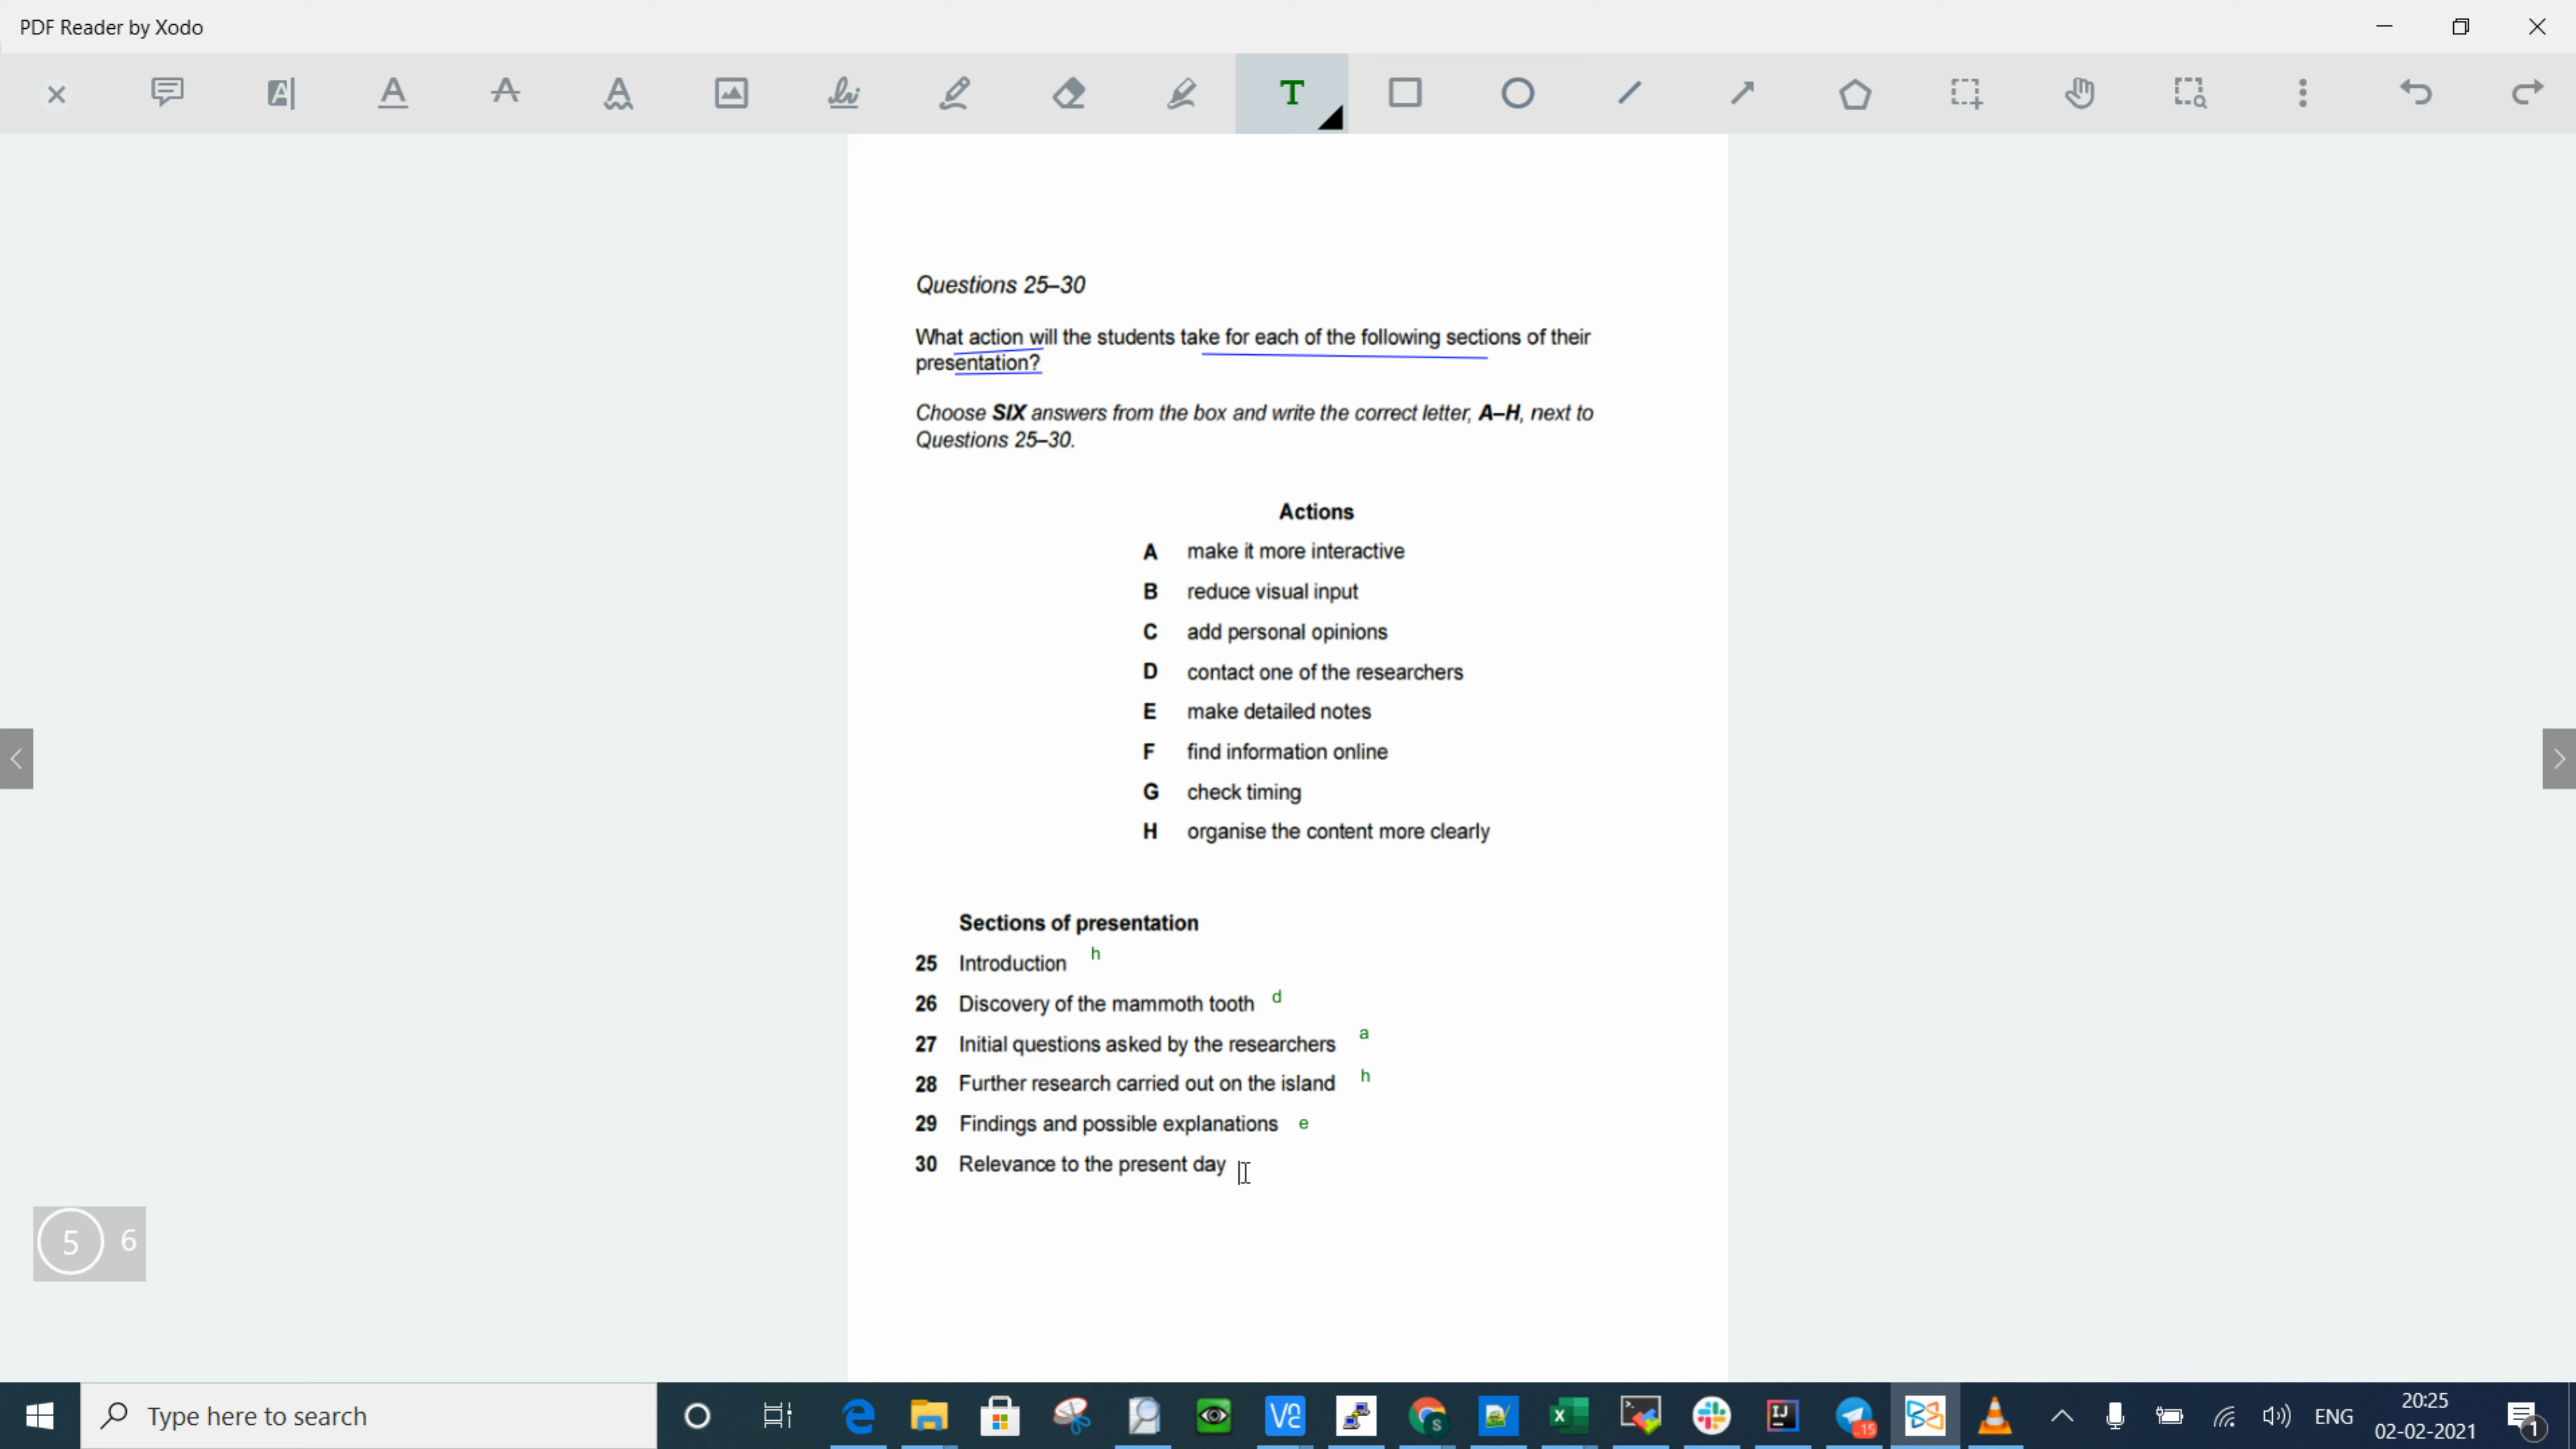 PDF Reader by Xodo
Questions 25–30
What action will the students take for each of the following sections of their
presentation?
Choose SIX answers from the box and write the correct letter, A–H, next to
Questions 25–30.
Actions
A make it more interactive
B reduce visual input
C add personal opinions
D contact one of the researchers
E make detailed notes
F find information online
G check timing
H organise the content more clearly
Sections of presentation
25 Introduction h
26 Discovery of the mammoth tooth d
27 Initial questions asked by the researchers a
28 Further research carried out on the island h
29 Findings and possible explanations e
30 Relevance to the present day
5 6
Type here to search
15
ENG
20:25
02-02-2021
1